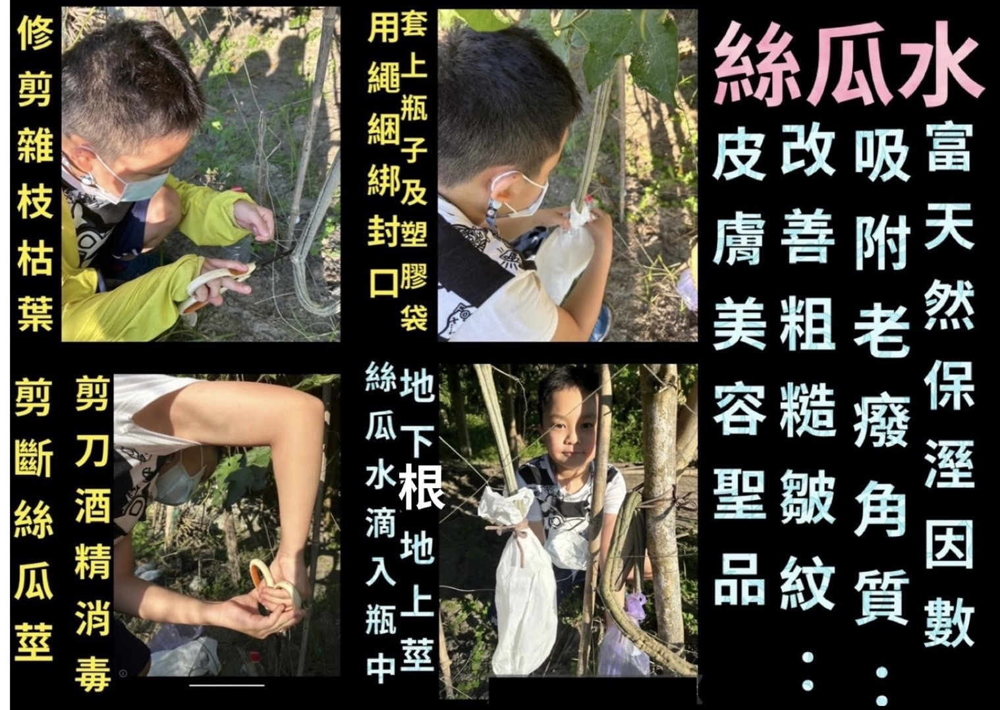 絲瓜水
富天然保溼因數
吸附老癈角質：
改善粗糙皺紋：
皮膚美容聖品
修剪雜枝枯葉
套上瓶子及塑膠袋
用繩綑綁封口
剪刀酒精消毒
剪斷絲瓜莖
地下根地上莖
絲瓜水滴入瓶中